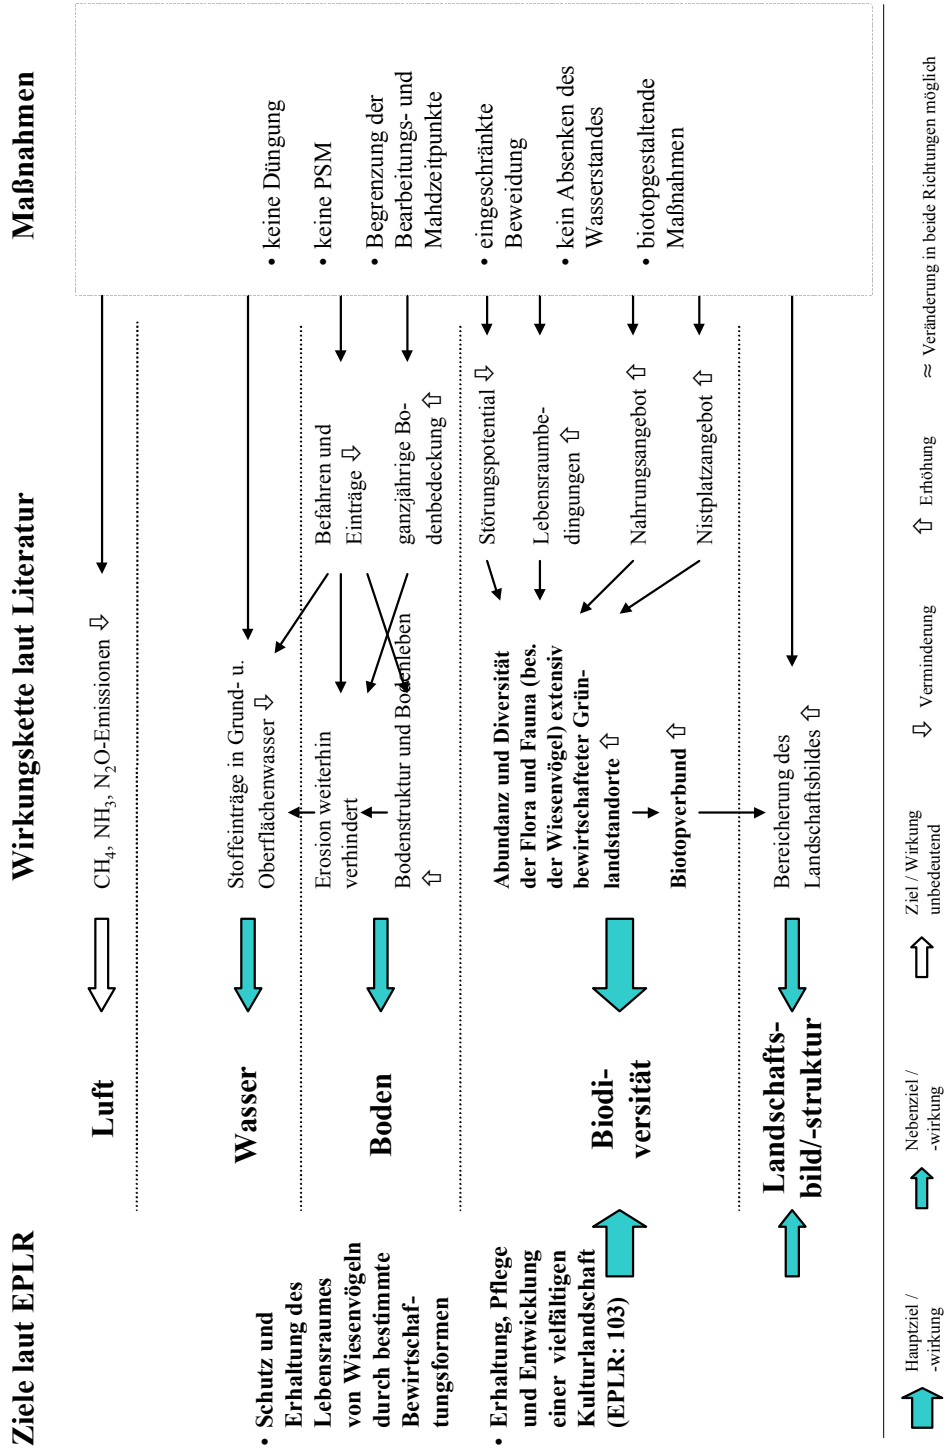 Ziele laut EPLR
Wirkungskette laut Literatur
Maßnahmen
• Schutz und
Erhaltung des
Lebensraumes
von Wiesenvögeln
durch bestimmte
Bewirtschaf-
tungsformen
• Erhaltung, Pflege
und Entwicklung
einer vielfältigen
Kulturlandschaft
(EPLR: 103)
Luft
Wasser
Boden
Biodi-
versität
Landschafts-
bild/-struktur
CH₄, NH₃, N₂O-Emissionen ⇩
Stoffeinträge in Grund- u.
Oberflächenwasser ⇩
Erosion weiterhin
verhindert
Bodenstruktur und Bodenleben
⇧
Abundanz und Diversität
der Flora und Fauna (bes.
der Wiesenvögel) extensiv
bewirtschafteter Grün-
landstandorte ⇧
Biotopverbund ⇧
Bereicherung des
Landschaftsbildes ⇧
Befahren und
Einträge ⇩
ganzjährige Bo-
denbedeckung ⇧
Störungspotential ⇩
Lebensraumbe-
dingungen ⇧
Nahrungsangebot ⇧
Nistplatzangebot ⇧
• keine Düngung
• keine PSM
• Begrenzung der
Bearbeitungs- und
Mahdzeitpunkte
• eingeschränkte
Beweidung
• kein Absenken des
Wasserstandes
• biotopgestaltende
Maßnahmen
Hauptziel /
-wirkung
Nebenziel /
-wirkung
Ziel / Wirkung
unbedeutend
⇩ Verminderung
⇧ Erhöhung
≈ Veränderung in beide Richtungen möglich